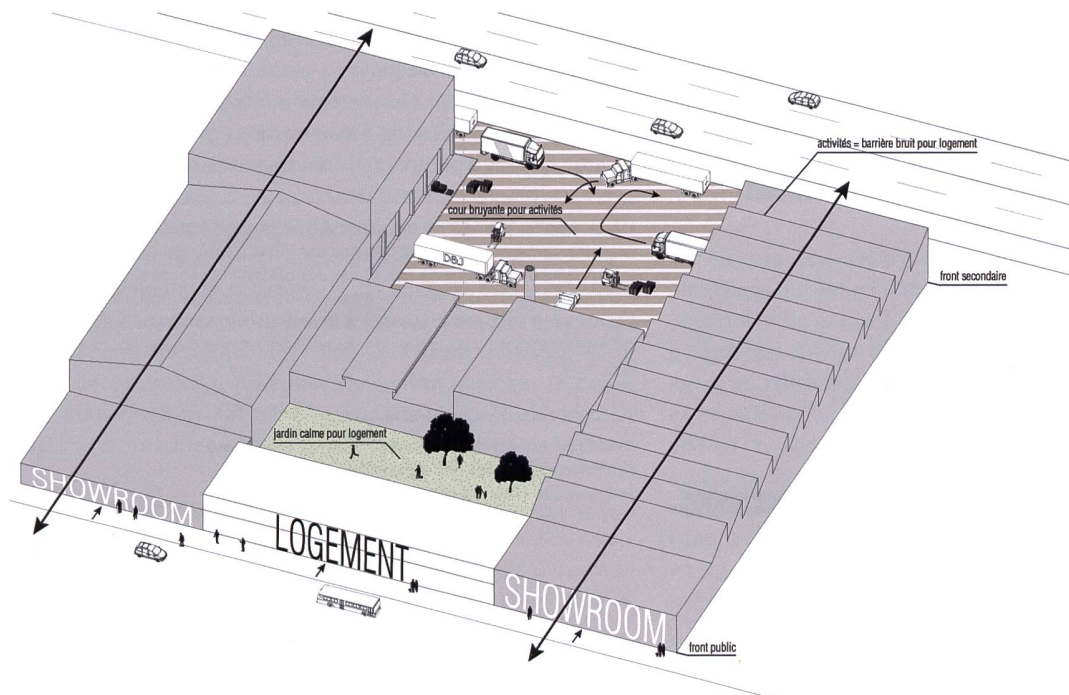 activités = barrière bruit pour logement
cour bruyante pour activités
D&J
front secondaire
jardin calme pour logement
SHOWROOM
LOGEMENT
SHOWROOM
front public